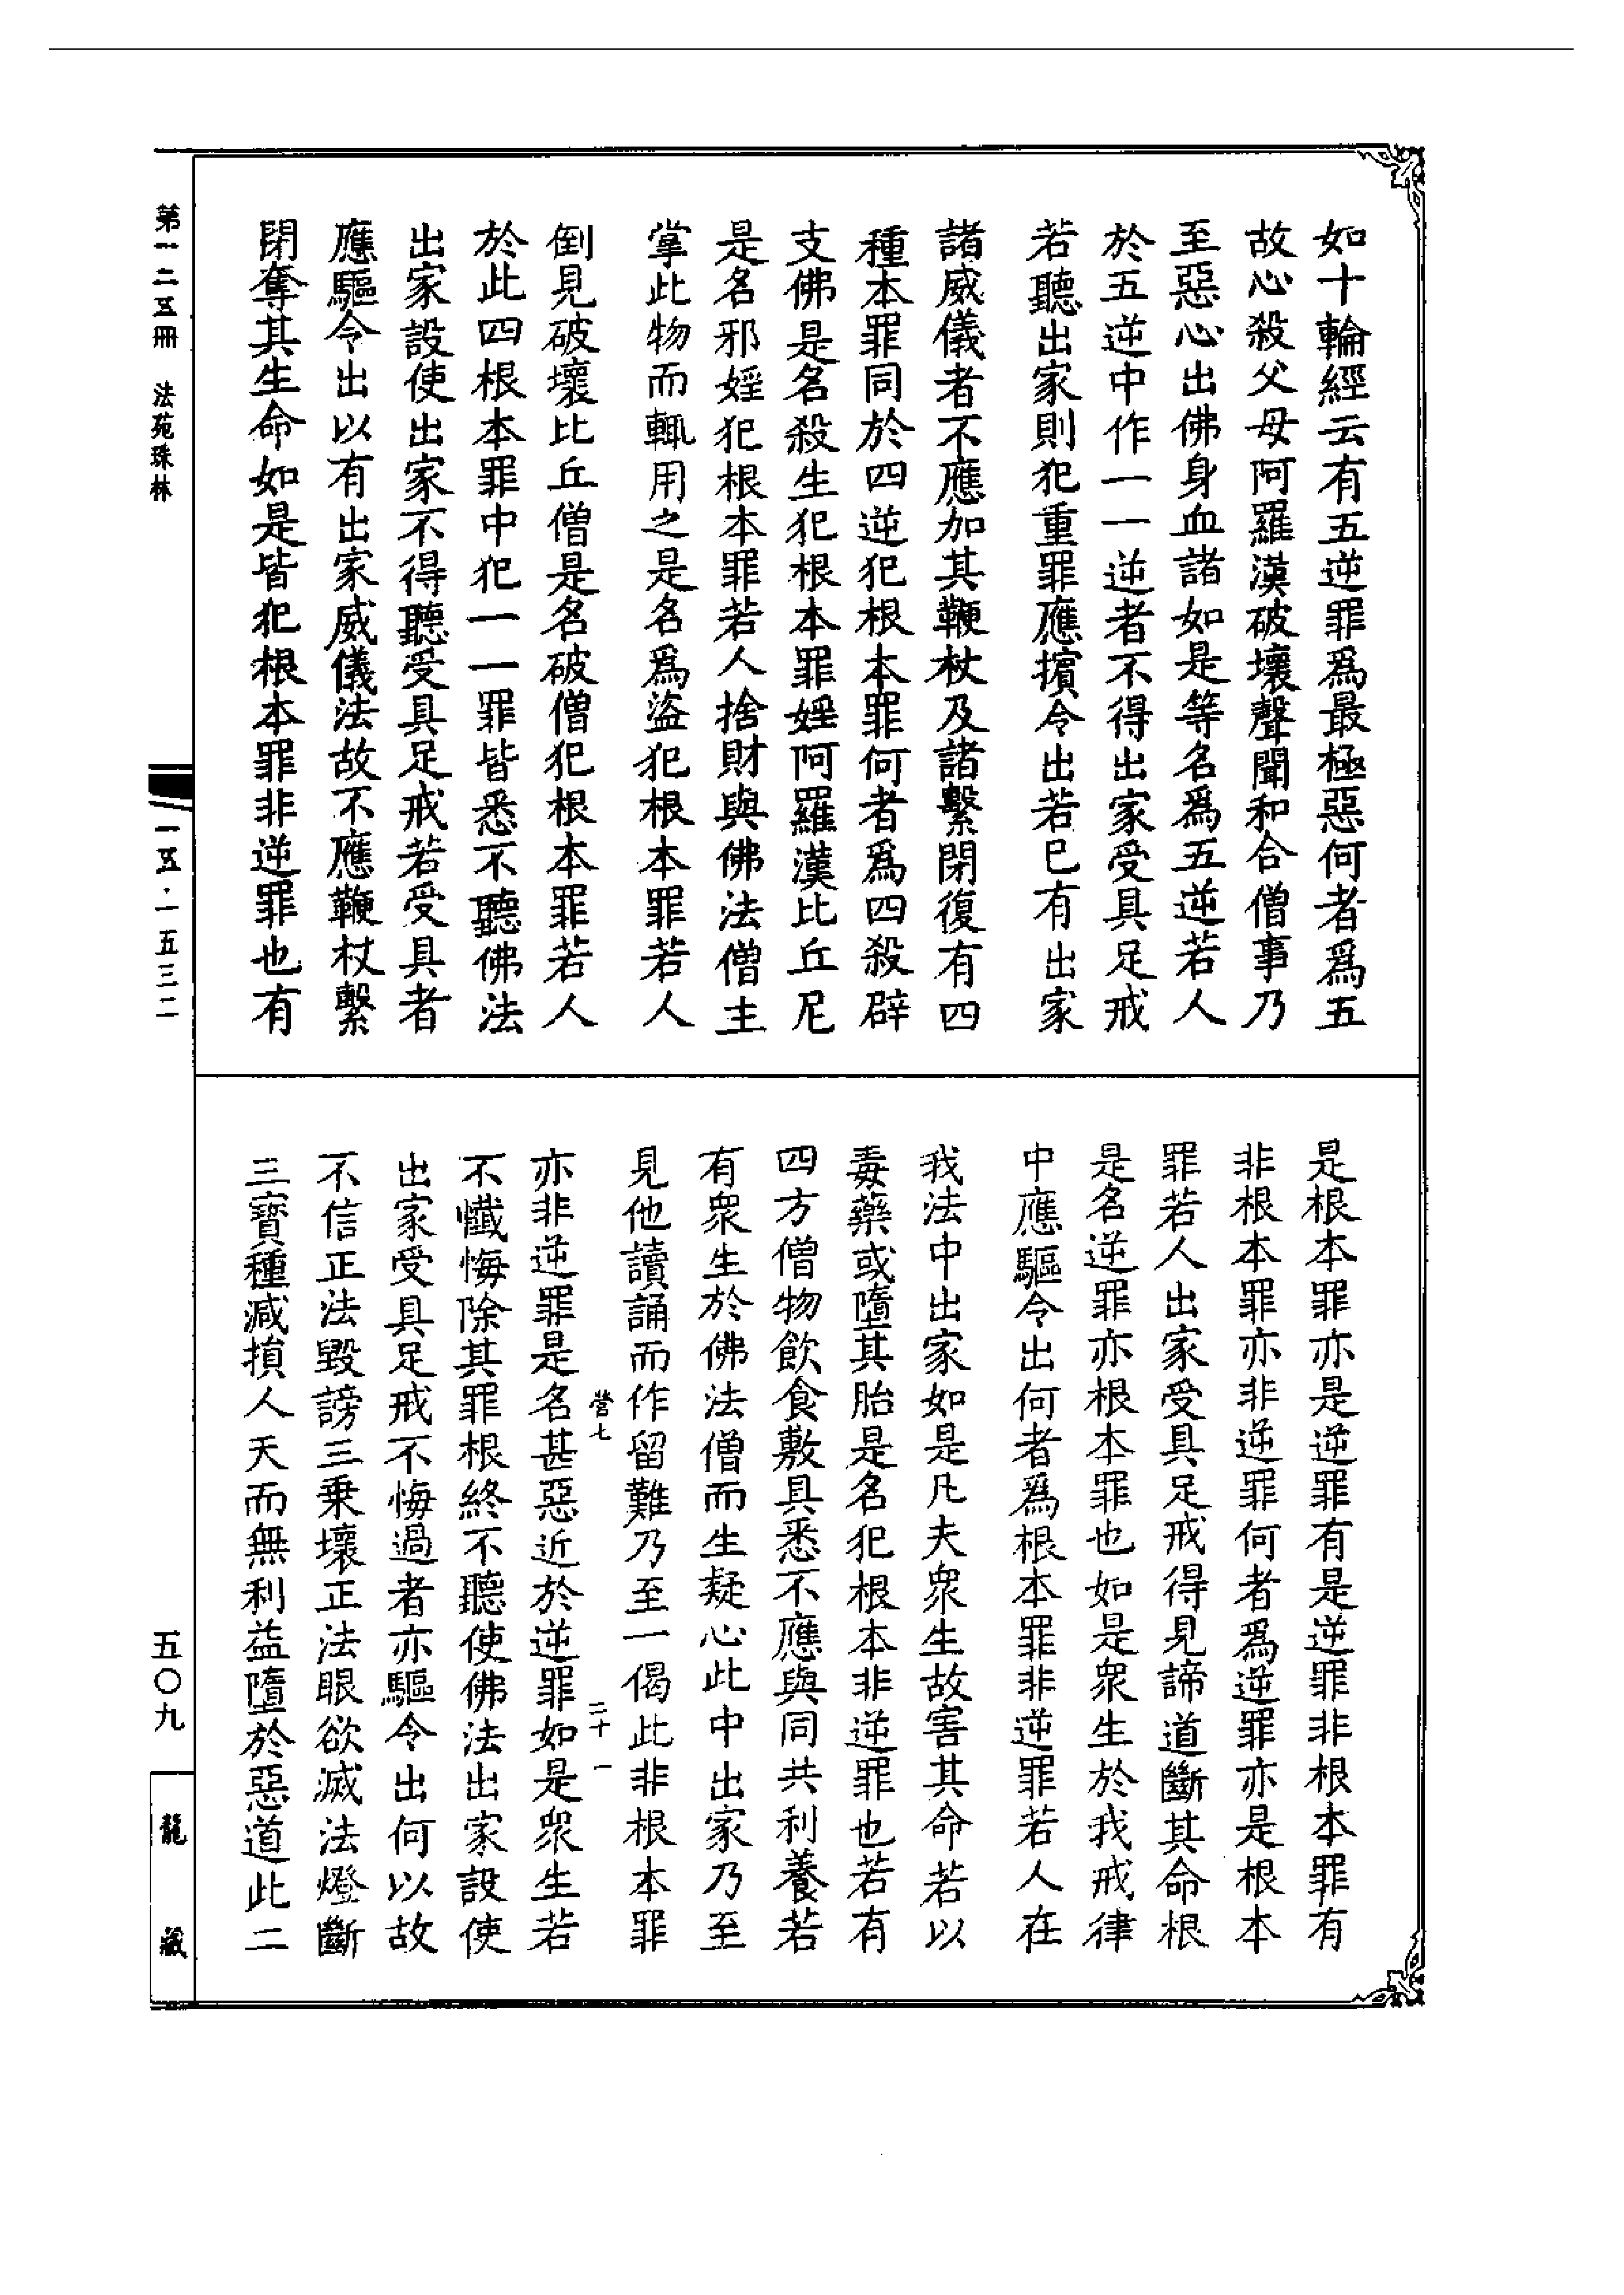 如十輪經云有五逆罪爲最極惡何者爲五
故心殺父母阿羅漢破壞聲聞和合僧事乃
至惡心出佛身血諸如是等名爲五逆若人
於五逆中作一一逆者不得出家受具足戒
若聽出家則犯重罪應擯令出若已有出家
諸威儀者不應加其鞭杖及諸繫閉復有四
種本罪同於四逆犯根本罪何者爲四殺辟
支佛是名殺生犯根本罪婬阿羅漢比丘尼
是名邪婬犯根本罪若人捨財與佛法僧主
掌此物而輒用之是名爲盜犯根本罪若人
倒見破壞比丘僧是名破僧犯根本罪若人
於此四根本罪中犯一一罪皆悉不聽佛法
出家設使出家不得聽受具足戒若受具者
應驅令出以有出家威儀法故不應鞭杖繫
閉奪其生命如是皆犯根本罪非逆罪也有
是根本罪亦是逆罪有是逆罪非根本罪有
非根本罪亦非逆罪何者爲逆罪亦是根本
罪若人出家受具足戒得見諦道斷其命根
是名逆罪亦根本罪也如是衆生於我戒律
中應驅令出何者爲根本罪非逆罪若人在
我法中出家如是凡夫衆生故害其命若以
毒藥或墮其胎是名犯根本非逆罪也若有
四方僧物飲食敷具悉不應與同共利養若
有衆生於佛法僧而生疑心此中出家乃至
見他讀誦而作留難乃至一偈此非根本罪
營七 二十一
亦非逆罪是名甚惡近於逆罪如是衆生若
不懺悔除其罪根終不聽使佛法出家設使
出家受具足戒不悔過者亦驅令出何以故
不信正法毀謗三乘壞正法眼欲滅法燈斷
三寶種減損人天而無利益墮於惡道此二
第一二五冊 法苑珠林
一五·一五三二
五〇九
龍藏